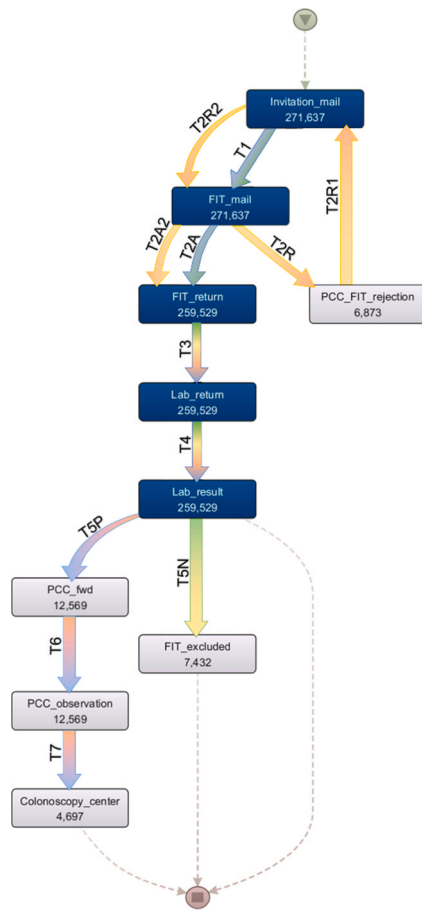 Invitation_mail
271,637
T2R2
T1
T2R1
FIT_mail
271,637
T2A2
T2A
T2R
FIT_return
259,529
PCC_FIT_rejection
6,873
T3
Lab_return
259,529
T4
Lab_result
259,529
T5P
T5N
PCC_fwd
12,569
T6
FIT_excluded
7,432
PCC_observation
12,569
T7
Colonoscopy_center
4,697